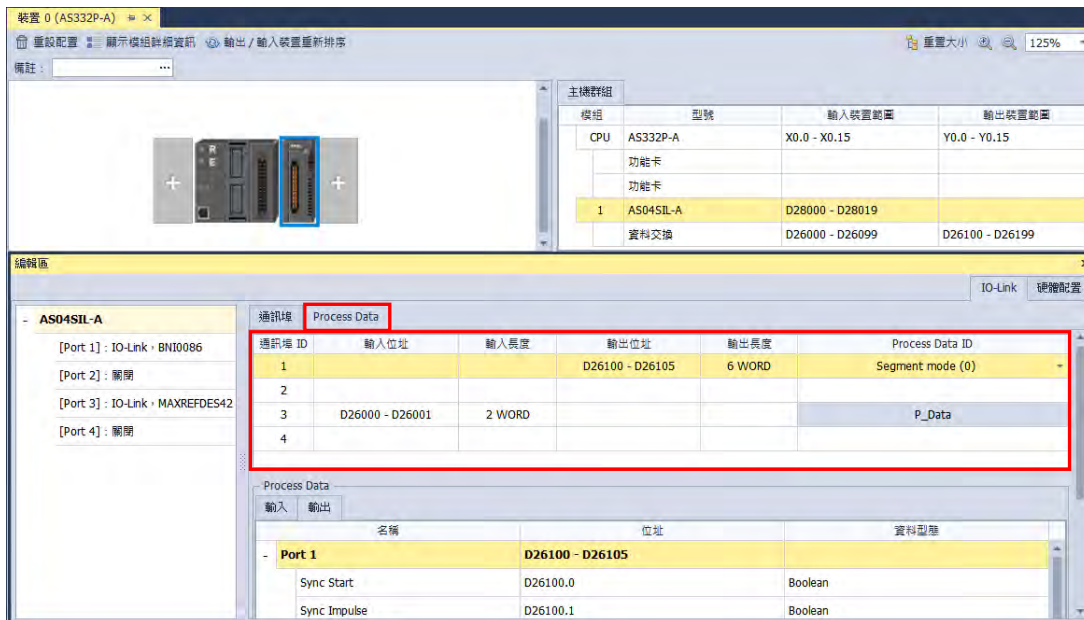 裝置 0 (AS332P-A)
重設配置 顯示模組詳細資訊 輸出/輸入裝置重新排序 重置大小 125%
備註： ...
主機群組
模組 型號 輸入裝置範圍 輸出裝置範圍
CPU AS332P-A X0.0 - X0.15 Y0.0 - Y0.15
功能卡
功能卡
1 AS04SIL-A D28000 - D28019
資料交換 D26000 - D26099 D26100 - D26199
R
E
+ +
編輯區
IO-Link 硬體配置
- AS04SIL-A
[Port 1]：IO-Link，BNI0086
[Port 2]：關閉
[Port 3]：IO-Link，MAXREFDES42
[Port 4]：關閉
通訊埠 Process Data
通訊埠 ID 輸入位址 輸入長度 輸出位址 輸出長度 Process Data ID
1 D26100 - D26105 6 WORD Segment mode (0)
2
3 D26000 - D26001 2 WORD P_Data
4
Process Data
輸入 輸出
名稱 位址 資料型態
- Port 1 D26100 - D26105
Sync Start D26100.0 Boolean
Sync Impulse D26100.1 Boolean